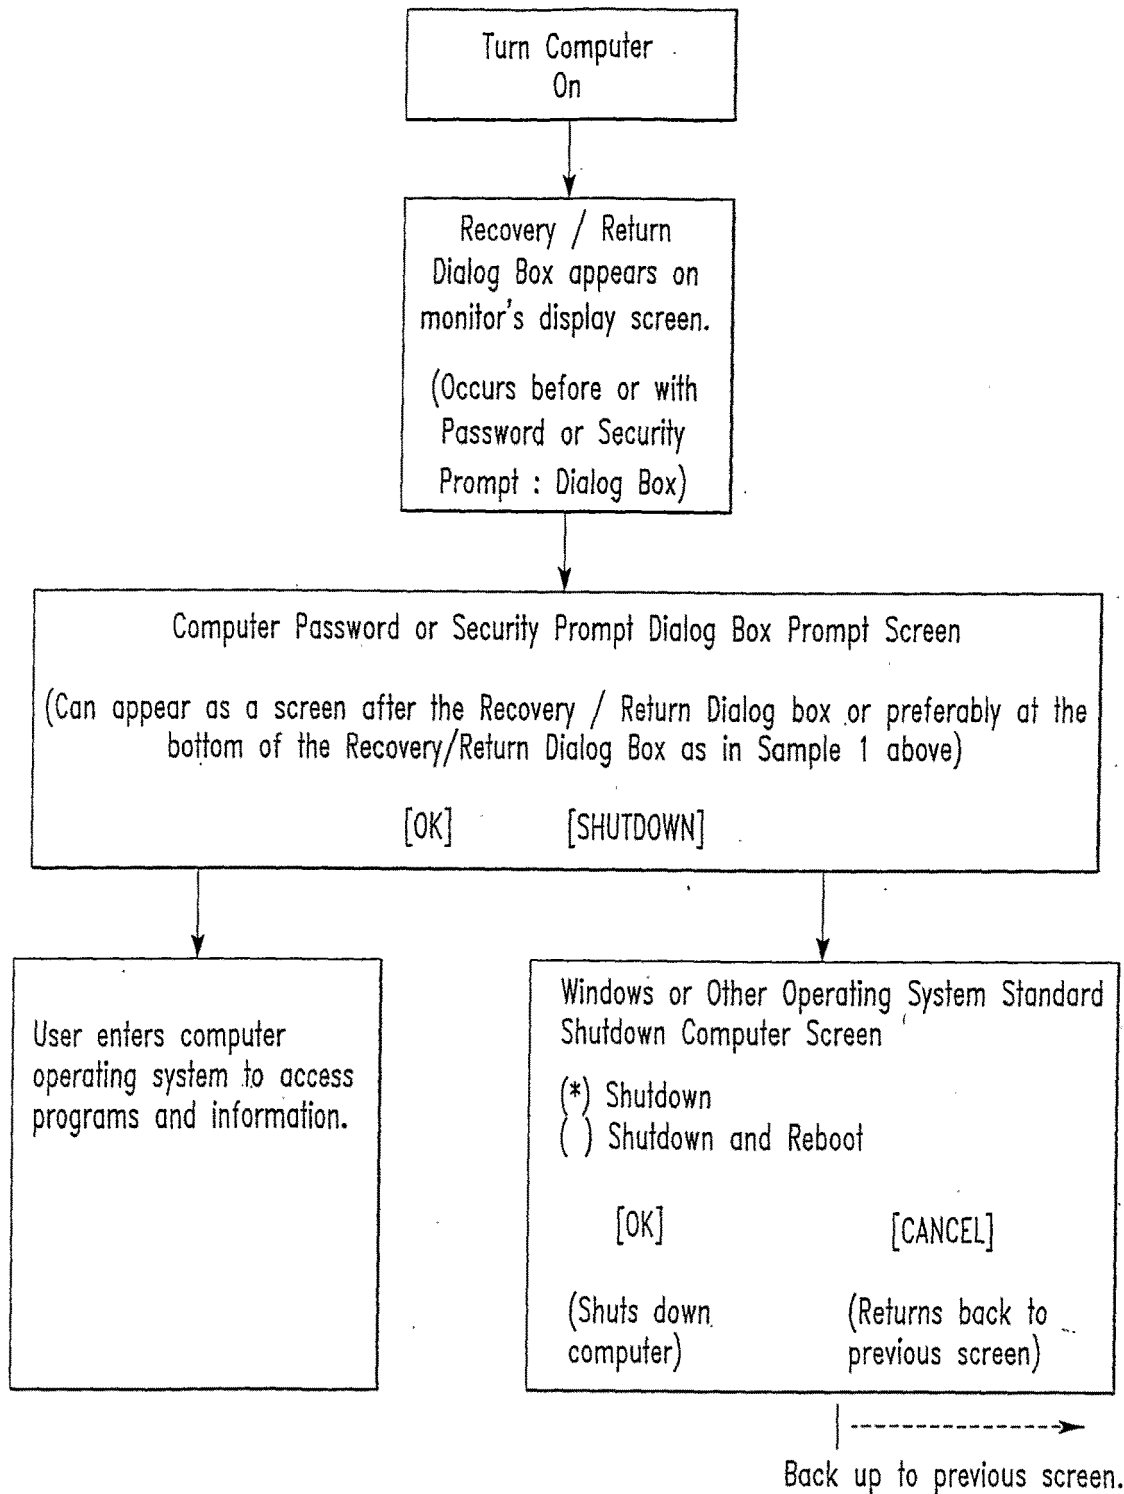 Turn Computer
On
Recovery / Return
Dialog Box appears on
monitor's display screen.
(Occurs before or with
Password or Security
Prompt : Dialog Box)
Computer Password or Security Prompt Dialog Box Prompt Screen
(Can appear as a screen after the Recovery / Return Dialog box or preferably at the
bottom of the Recovery/Return Dialog Box as in Sample 1 above)
[OK] [SHUTDOWN]
User enters computer
operating system to access
programs and information.
Windows or Other Operating System Standard
Shutdown Computer Screen
(*) Shutdown
( ) Shutdown and Reboot
[OK] [CANCEL]
(Shuts down
computer)
(Returns back to
previous screen)
Back up to previous screen.